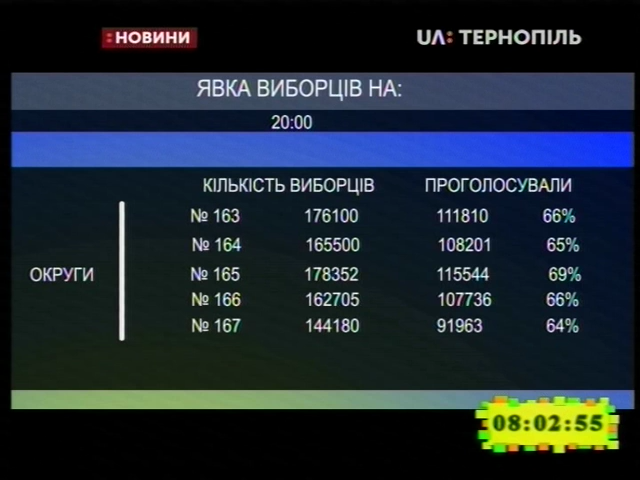 :НОВИНИ
UA: ТЕРНОПІЛЬ
ЯВКА ВИБОРЦІВ НА:
20:00
КІЛЬКІСТЬ ВИБОРЦІВ ПРОГОЛОСУВАЛИ
№ 163 176100 111810 66%
№ 164 165500 108201 65%
ОКРУГИ № 165 178352 115544 69%
№ 166 162705 107736 66%
№ 167 144180 91963 64%
08:02:55